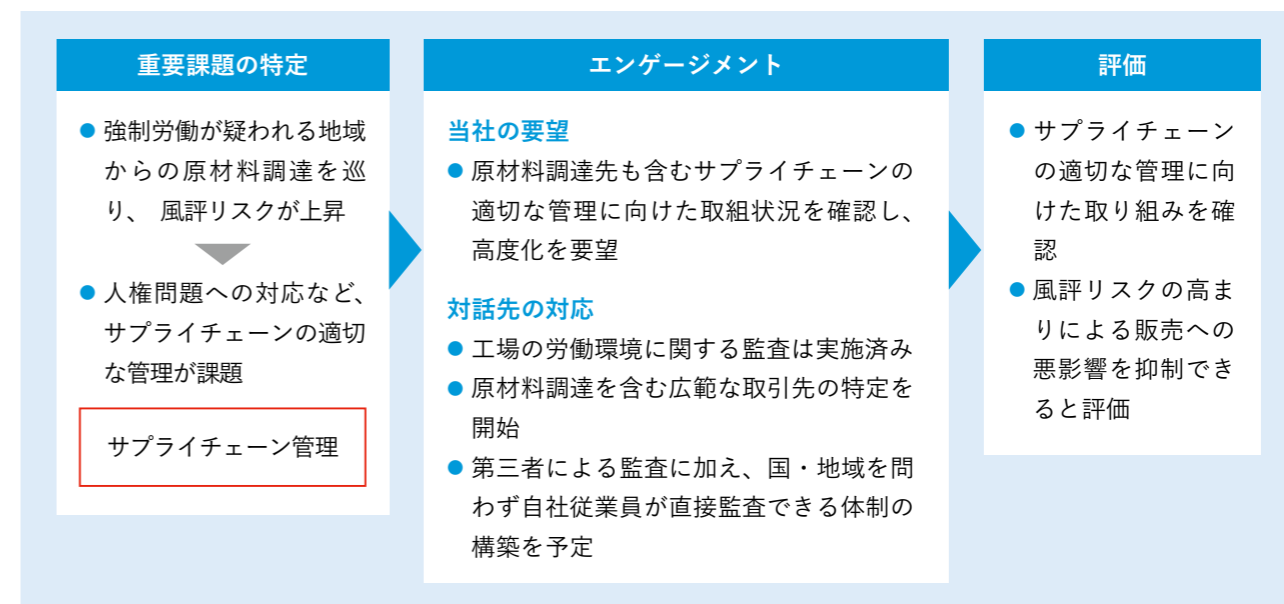 重要課題の特定
● 強制労働が疑われる地域
からの原材料調達を巡
り、 風評リスクが上昇
● 人権問題への対応など、
サプライチェーンの適切
な管理が課題
サプライチェーン管理
エンゲージメント
当社の要望
● 原材料調達先も含むサプライチェーンの
適切な管理に向けた取組状況を確認し、
高度化を要望
対話先の対応
● 工場の労働環境に関する監査は実施済み
● 原材料調達を含む広範な取引先の特定を
開始
● 第三者による監査に加え、国・地域を問
わず自社従業員が直接監査できる体制の
構築を予定
評価
● サプライチェーン
の適切な管理に向
けた取り組みを確
認
● 風評リスクの高ま
りによる販売への
悪影響を抑制でき
ると評価